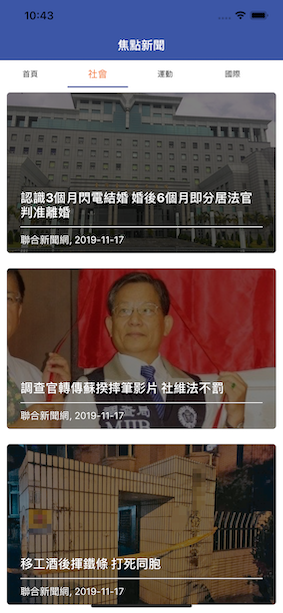 10:43
焦點新聞
首頁
社會
運動
國際
認識3個月閃電結婚 婚後6個月即分居法官
判准離婚
聯合新聞網, 2019-11-17
調查官轉傳蘇揆摔筆影片 社維法不罰
聯合新聞網, 2019-11-17
MJIB
移工酒後揮鐵條 打死同胞
聯合新聞網, 2019-11-17